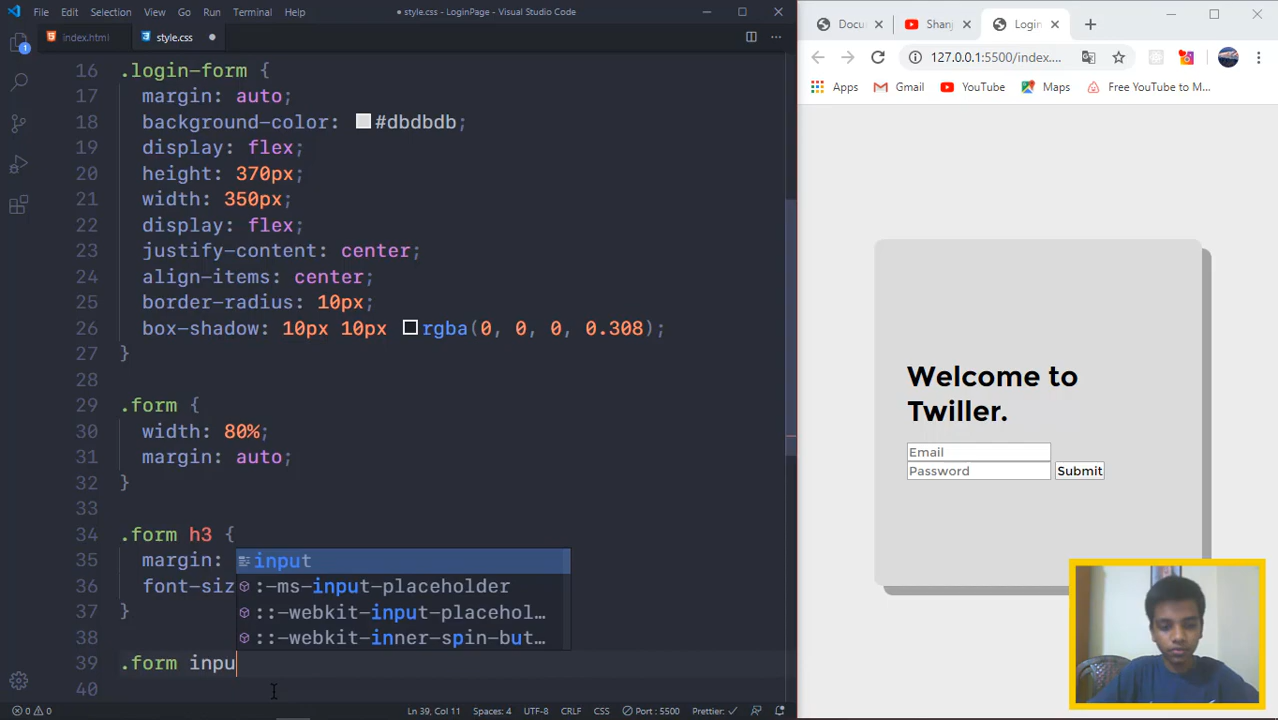 File Edit Selection View Go Run Terminal Help
● style.css - LoginPage - Visual Studio Code
index.html
style.css ●
1
16 .login-form {
17 margin: auto;
18 background-color: #dbdbdb;
19 display: flex;
20 height: 370px;
21 width: 350px;
22 display: flex;
23 justify-content: center;
24 align-items: center;
25 border-radius: 10px;
26 box-shadow: 10px 10px rgba(0, 0, 0, 0.308);
27 }
28
29 .form {
30 width: 80%;
31 margin: auto;
32 }
33
34 .form h3 {
35 margin:
36 font-siz
37 }
38
39 .form inpu
40
input
::-ms-input-placeholder
::-webkit-input-placehol...
::-webkit-inner-spin-but...
0 0
Ln 39, Col 11 Spaces: 4 UTF-8 CRLF CSS Port : 5500 Prettier: ✓
Docu
Shan
Login
127.0.0.1:5500/index....
Apps Gmail YouTube Maps Free YouTube to M...
Welcome to
Twiller.
Email
Password
Submit